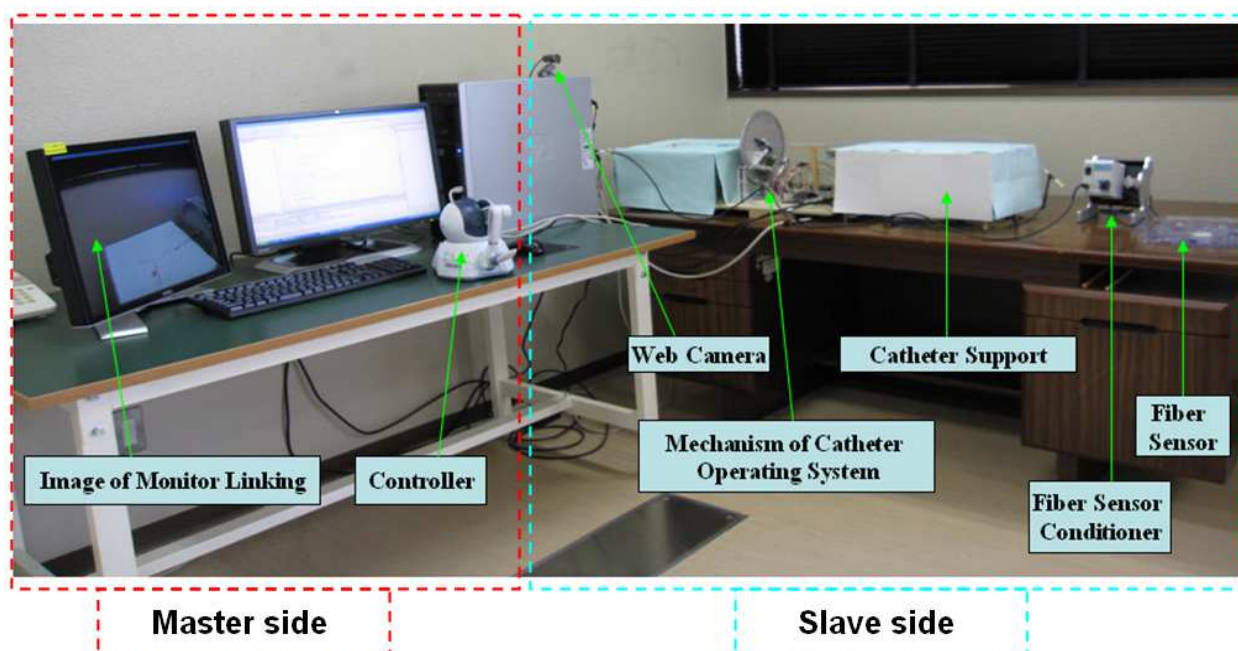 Web Camera
Catheter Support
Fiber
Sensor
Mechanism of Catheter
Operating System
Image of Monitor Linking
Controller
Fiber Sensor
Conditioner
Master side
Slave side